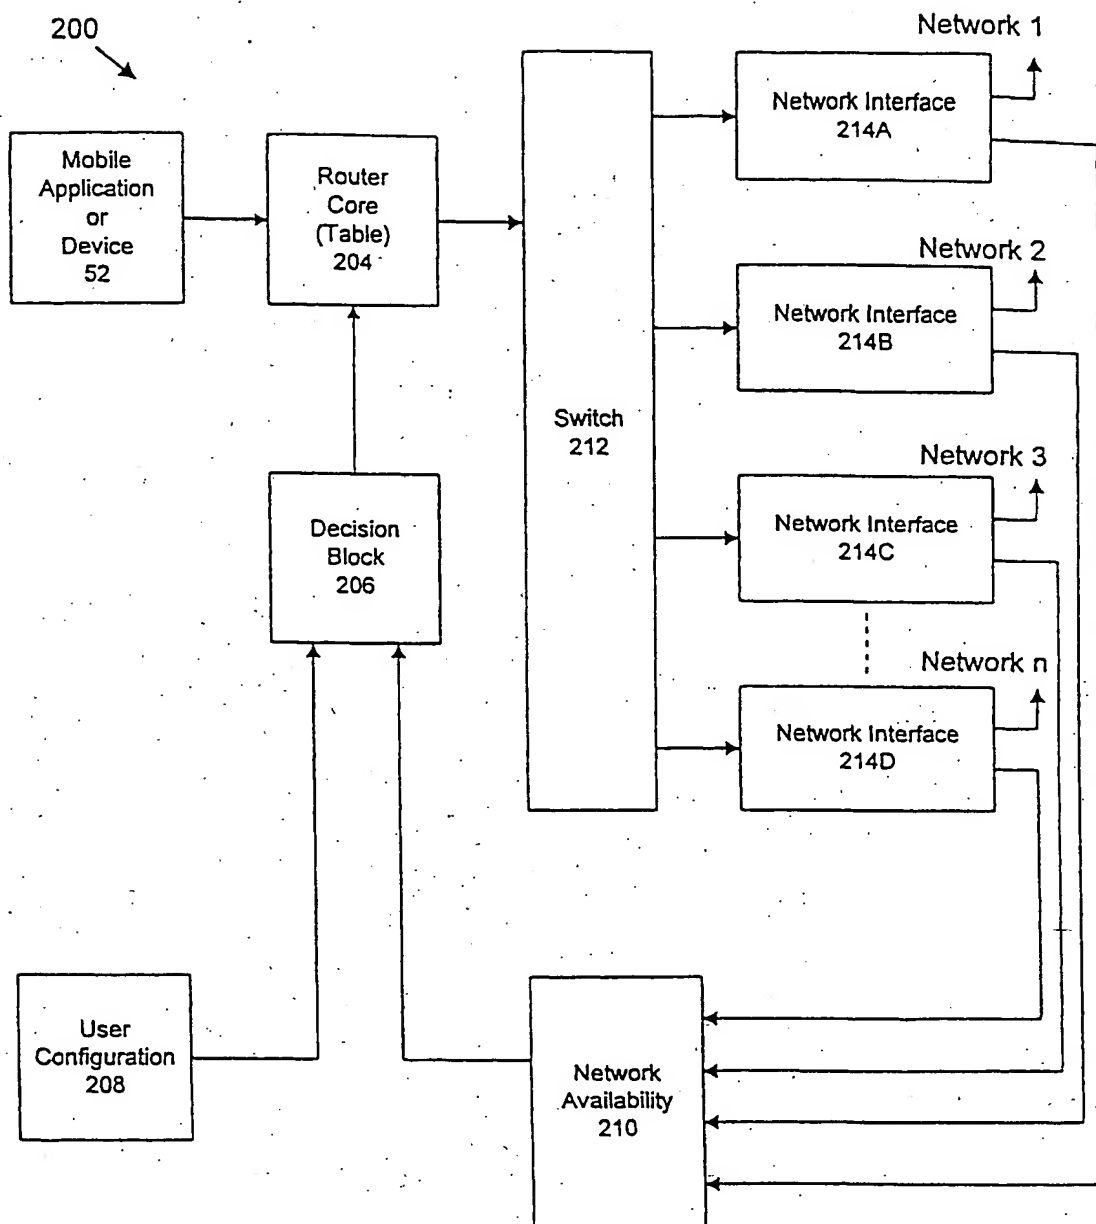 200
Network 1
Network Interface
214A
Mobile
Application
or
Device
52
Router
Core
(Table)
204
Network 2
Network Interface
214B
Switch
212
Network 3
Network Interface
214C
Decision
Block
206
Network n
Network Interface
214D
User
Configuration
208
Network
Availability
210